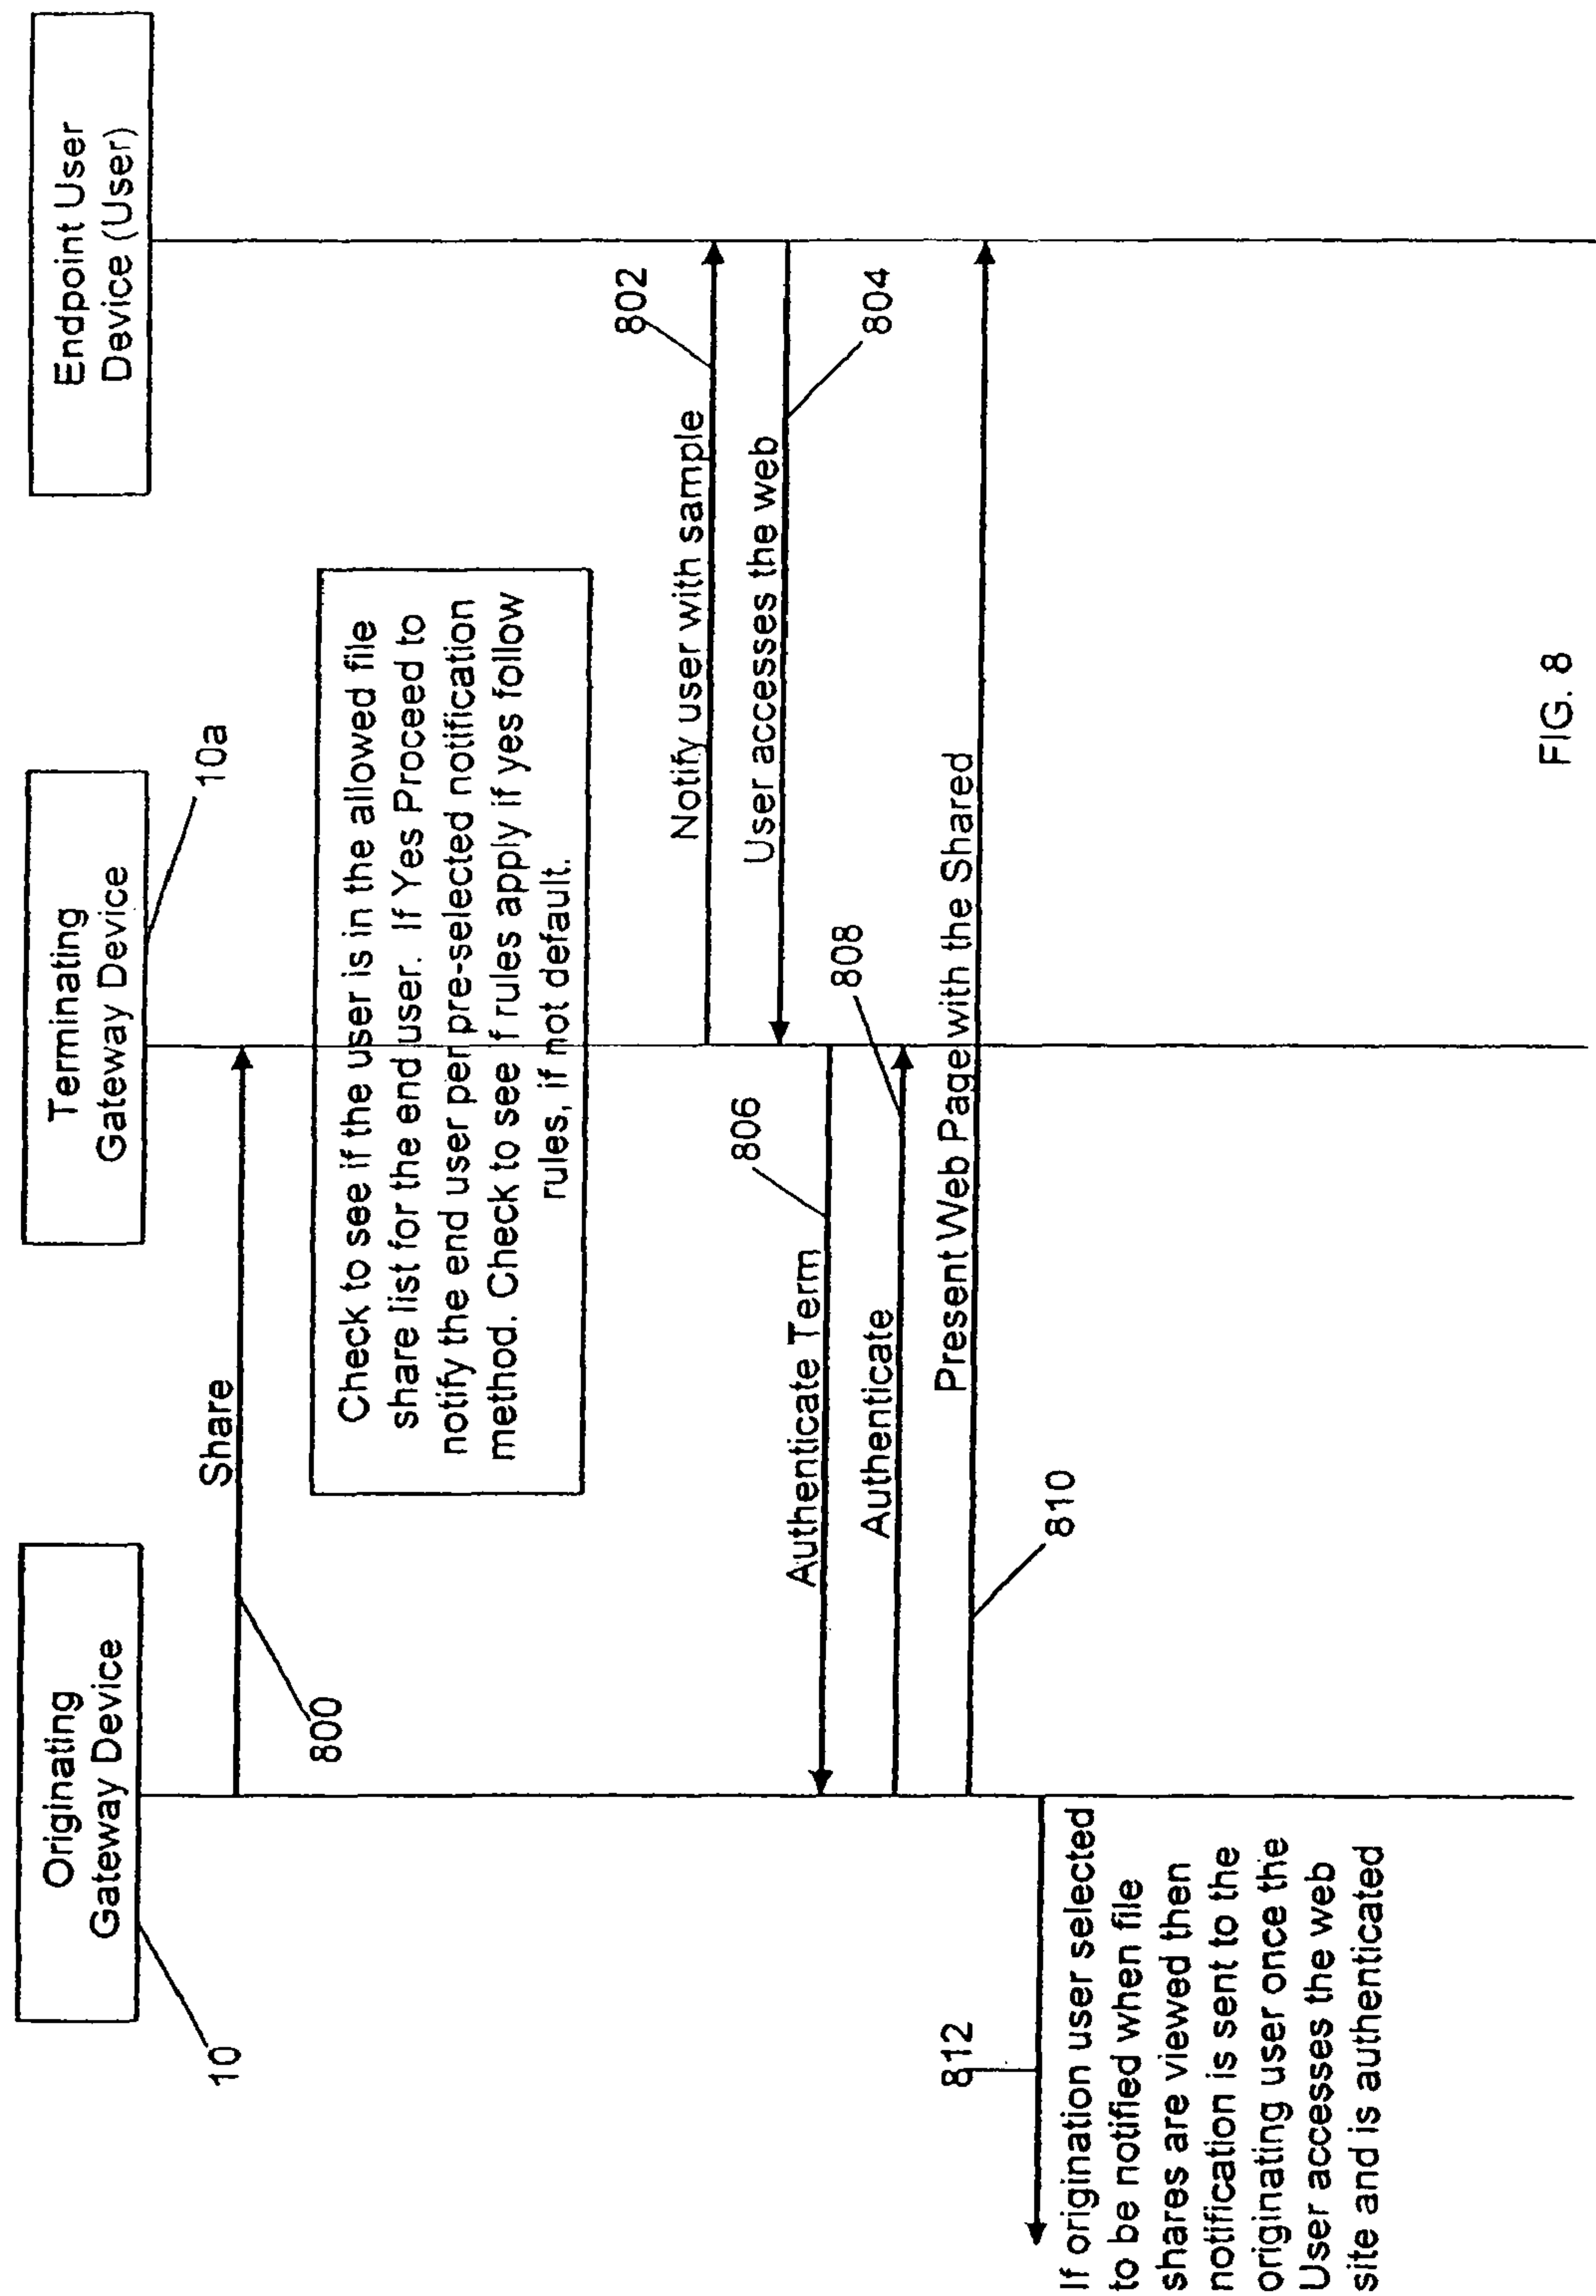 Originating
Gateway Device
10
Terminating
Gateway Device
10a
Endpoint User
Device (User)
Share
800
Check to see if the user is in the allowed file
share list for the end user. If Yes Proceed to
notify the end user per pre-selected notification
method. Check to see if rules apply if yes follow
rules, if not default.
Notify user with sample
802
User accesses the web
804
Authenticate Term
806
Authenticate
808
Present Web Page with the Shared
810
812
If origination user selected
to be notified when file
shares are viewed then
notification is sent to the
originating user once the
User accesses the web
site and is authenticated
FIG. 8